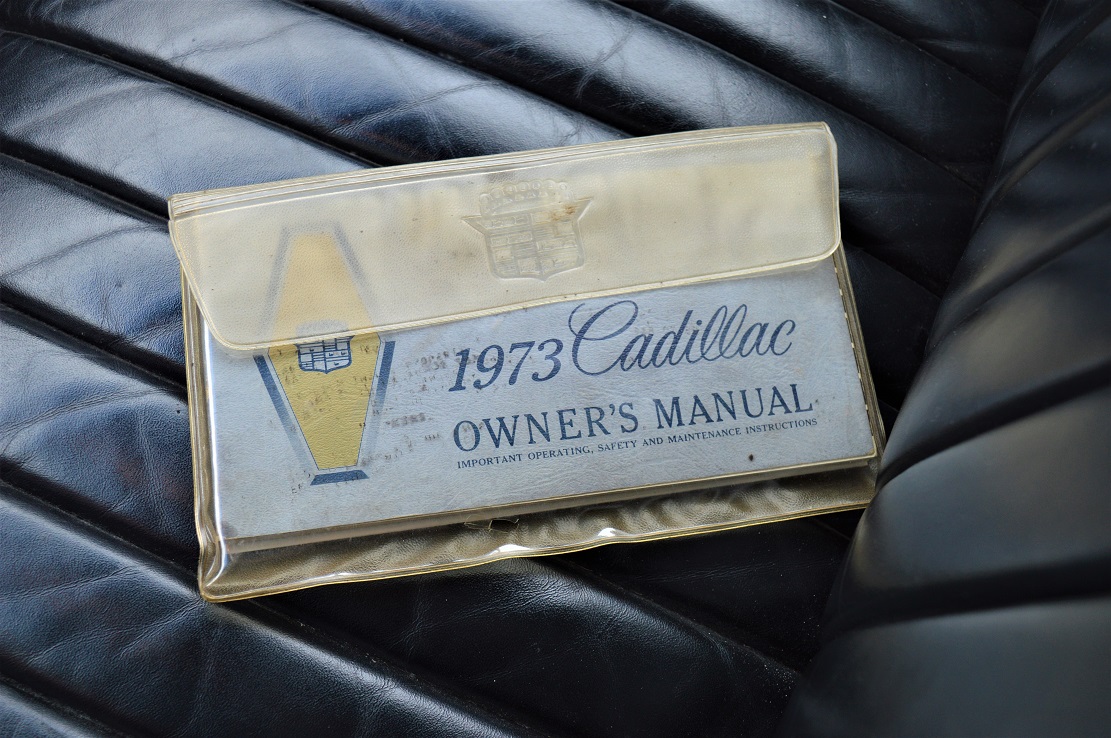 1973 Cadillac
OWNER'S MANUAL
IMPORTANT OPERATING, SAFETY AND MAINTENANCE INSTRUCTIONS